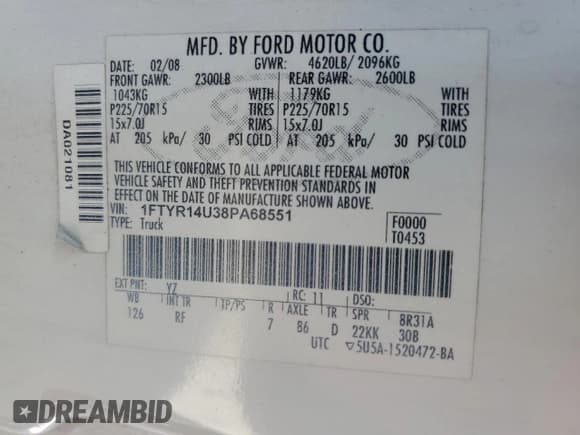 MFD. BY FORD MOTOR CO.
DATE: 02/08 GVWR: 4620LB/ 2096KG
FRONT GAWR: 2300LB REAR GAWR: 2600LB
1043KG WITH 1179KG WITH
P225/70R15 TIRES P225/70R15 TIRES
15x7.0J RIMS 15x7.0J RIMS
AT 205 kPa/ 30 PSI COLD AT 205 kPa/ 30 PSI COLD
THIS VEHICLE CONFORMS TO ALL APPLICABLE FEDERAL MOTOR
VEHICLE SAFETY AND THEFT PREVENTION STANDARDS IN
EFFECT ON THE DATE OF MANUFACTURE SHOWN ABOVE.
VIN: 1FTYR14U38PA68551 F0000
TYPE: Truck T0453
EXT PNT: YZ RC: 11 DSO:
WB INT TR TP/PS R AXLE TR SPR 8R31A
126 RF 7 86 D 22KK 30B
UTC ▽5U5A-1520472-BA
DA021081
Ford
DREAMBID